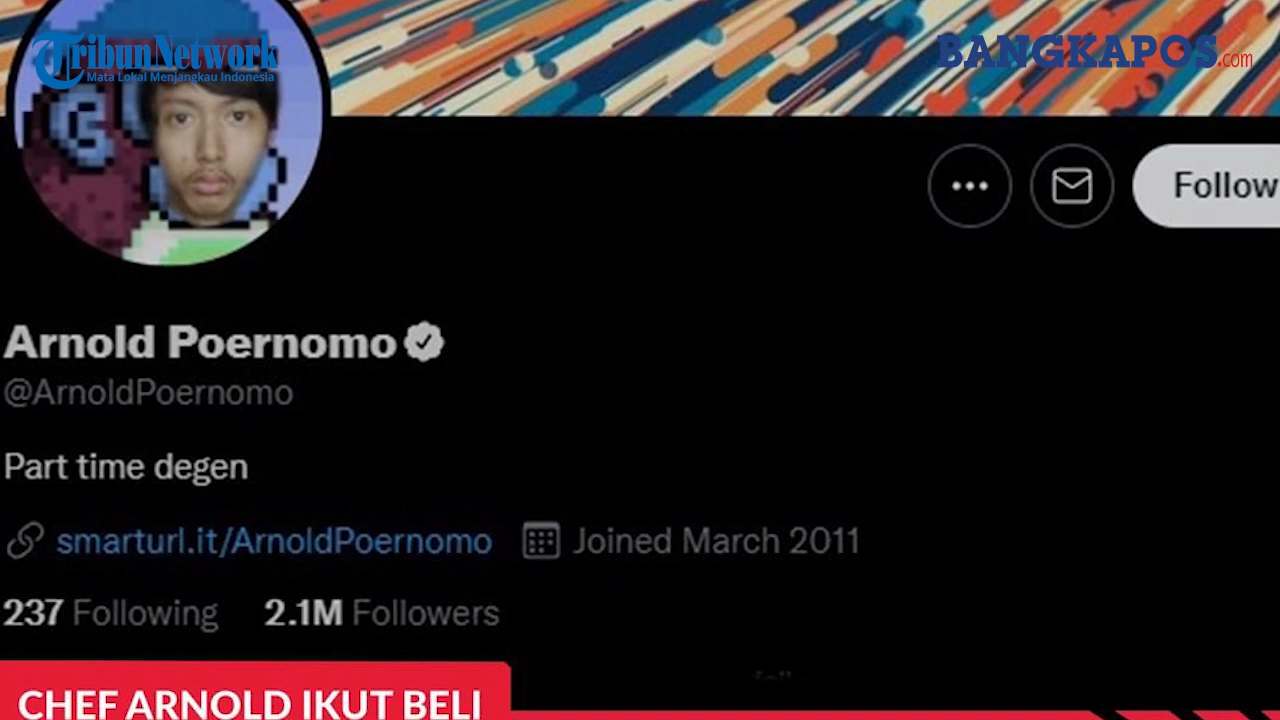 TribunNetwork
Mata Lokal Menjangkau Indonesia
BANGKAPOS.com
Follow
Arnold Poernomo
@ArnoldPoernomo
Part time degen
smarturl.it/ArnoldPoernomo
Joined March 2011
237 Following 2.1M Followers
CHEF ARNOLD IKUT BELI